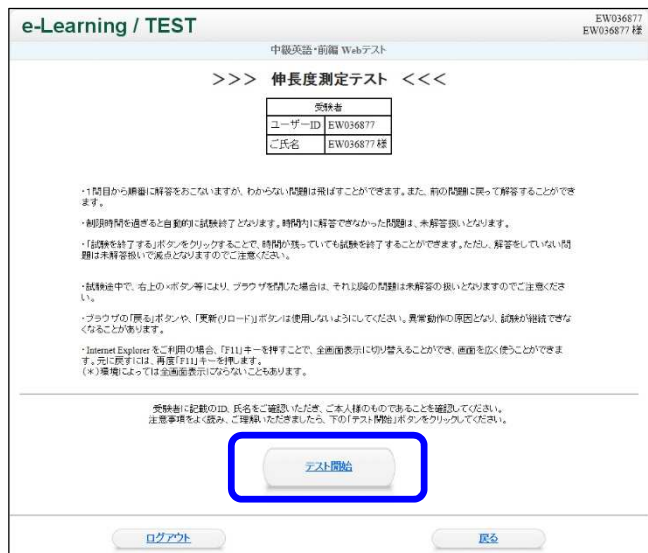 e-Learning / TEST
EW036877
EW036877 様
中級英語・前編 Webテスト
>>> 伸長度測定テスト <<<
受験者
ユーザーID EW036877
ご氏名 EW036877 様
・1問目から順番に解答をおこないますが、わからない問題は飛ばすことができます。また、前の問題に戻って解答することができ
ます。
・制限時間を過ぎると自動的に試験終了となります。時間内に解答できなかった問題は、未解答扱いとなります。
・「試験を終了する」ボタンをクリックすることで、時間が残っていても試験を終了することができます。ただし、解答をしていない問
題は未解答扱いで減点となりますのでご注意ください。
・試験途中で、右上の×ボタン等により、ブラウザを閉じた場合は、それ以降の問題は未解答の扱いとなりますのでご注意くださ
い。
・ブラウザの「戻る」ボタンや、「更新(リロード)」ボタンは使用しないようにしてください。異常動作の原因となり、試験が継続できな
くなることがあります。
・Internet Explorer をご利用の場合、「F11」キーを押すことで、全画面表示に切り替えることができ、画面を広く使うことができま
す。元に戻すには、再度「F11」キーを押します。
(*)環境によっては全画面表示にならないこともあります。
受験者に記載のID、氏名をご確認いただき、ご本人様のものであることを確認してください。
注意事項をよく読み、ご理解いただきましたら、下の「テスト開始」ボタンをクリックしてください。
テスト開始
ログアウト
戻る